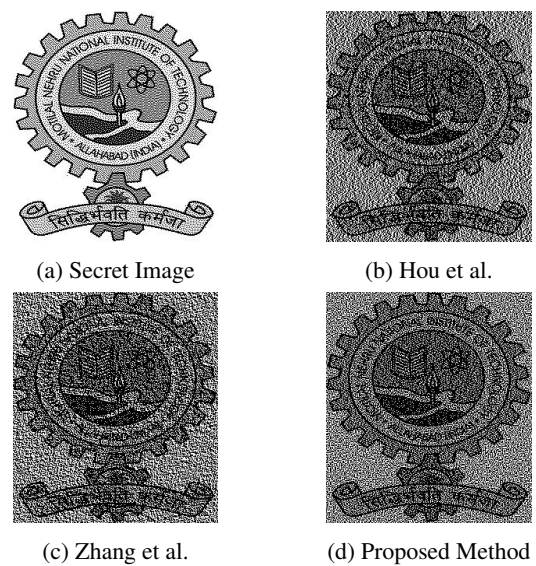 MOTILAL NEHRU NATIONAL INSTITUTE OF TECHNOLOGY
ALLAHABAD (INDIA)
सिद्धिर्भवति कर्मजा
(a) Secret Image
(b) Hou et al.
(c) Zhang et al.
(d) Proposed Method